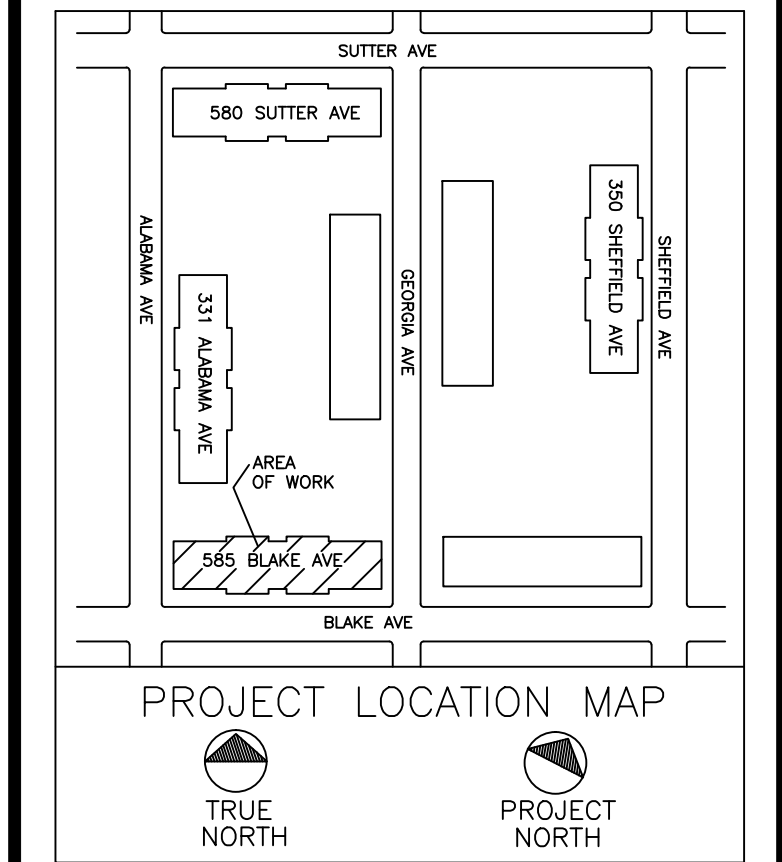 SUTTER AVE
580 SUTTER AVE
ALABAMA AVE
331 ALABAMA AVE
GEORGIA AVE
350 SHEFFIELD AVE
SHEFFIELD AVE
AREA
OF WORK
585 BLAKE AVE
BLAKE AVE
PROJECT LOCATION MAP
TRUE
NORTH
PROJECT
NORTH